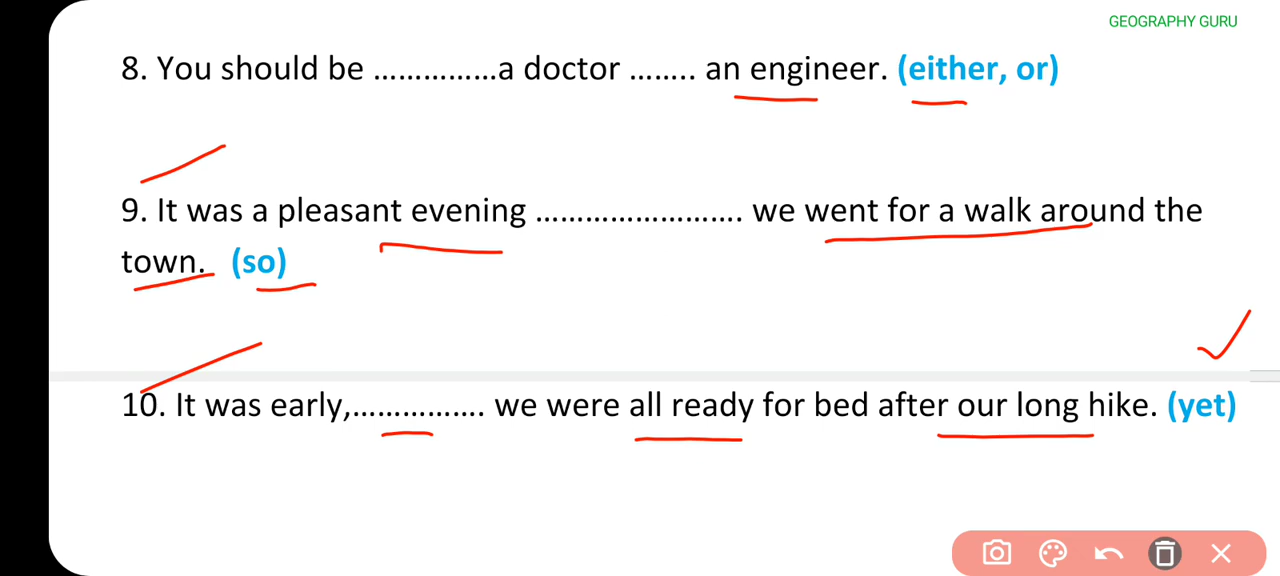 GEOGRAPHY GURU
8. You should be ...............a doctor ........ an engineer. (either, or)
9. It was a pleasant evening ......................... we went for a walk around the
town. (so)
10. It was early,................ we were all ready for bed after our long hike. (yet)